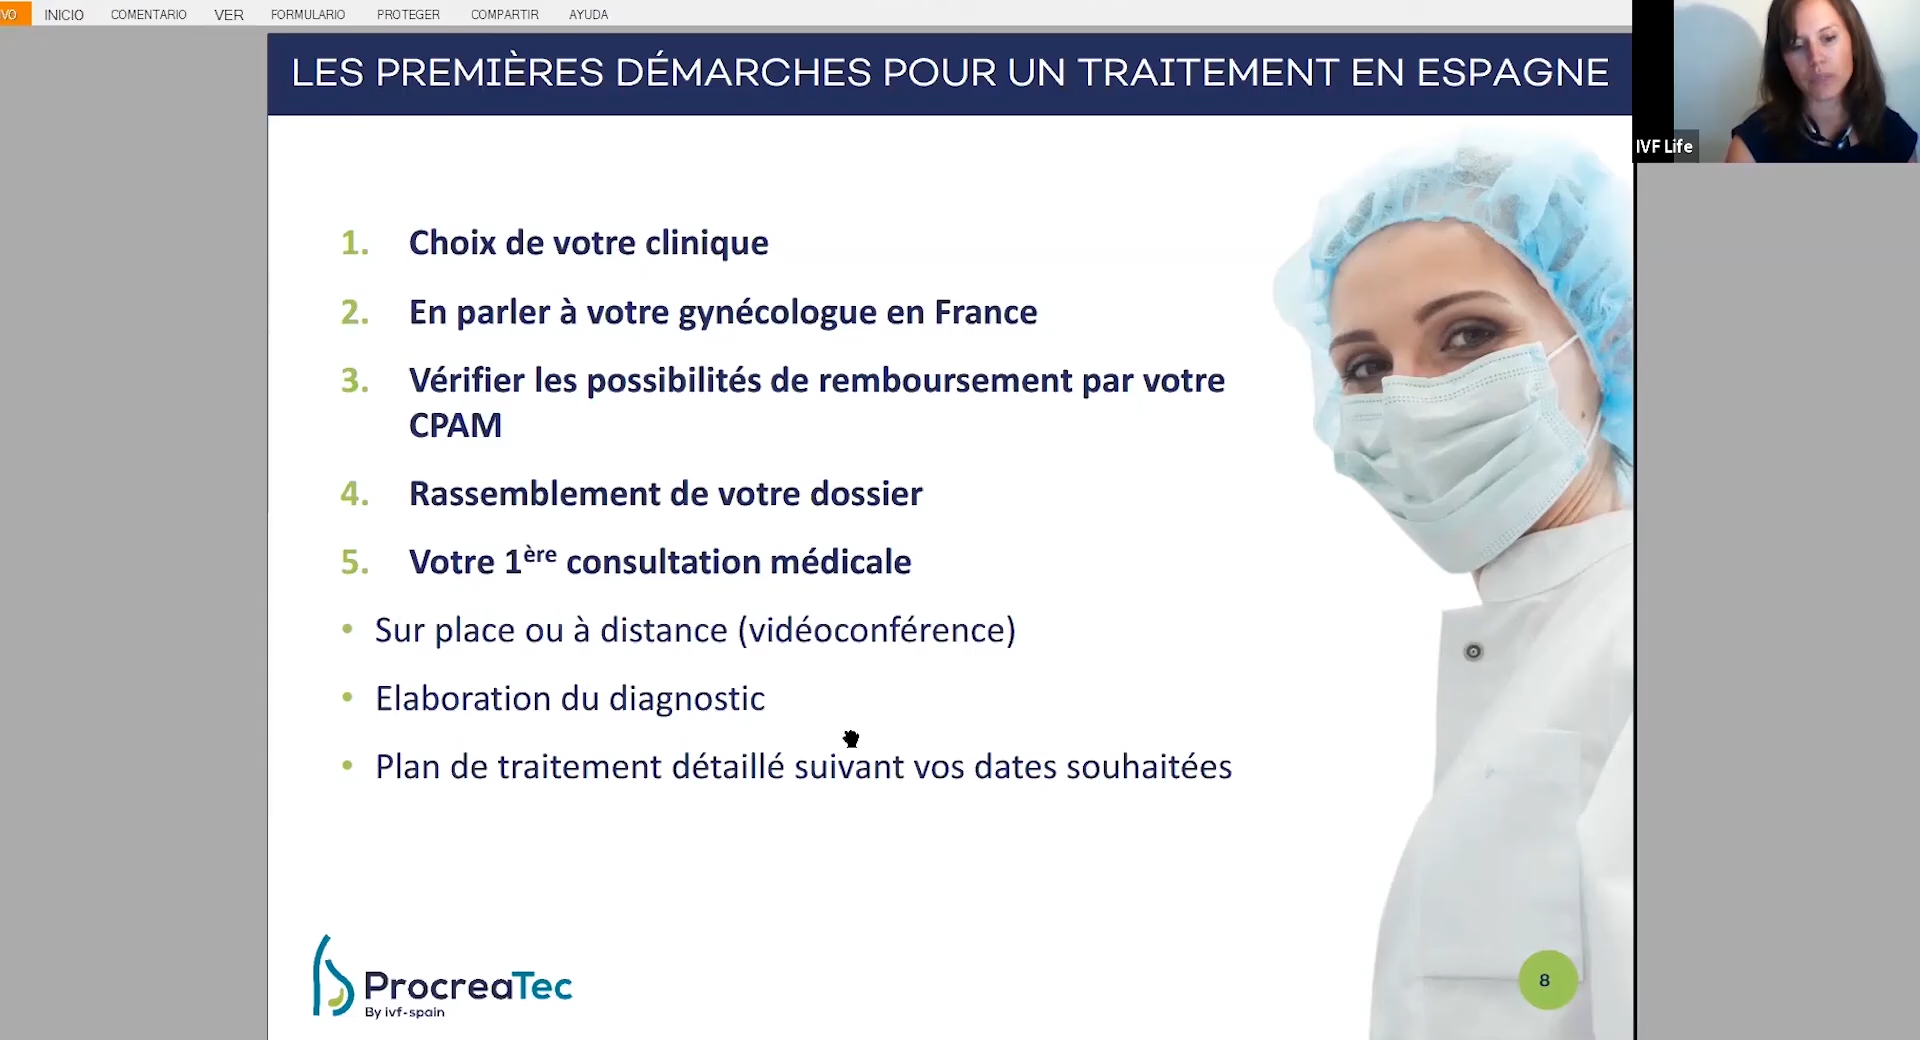 VO INICIO COMENTARIO VER FORMULARIO PROTEGER COMPARTIR AYUDA
LES PREMIÈRES DÉMARCHES POUR UN TRAITEMENT EN ESPAGNE
IVF Life
1. Choix de votre clinique
2. En parler à votre gynécologue en France
3. Vérifier les possibilités de remboursement par votre
CPAM
4. Rassemblement de votre dossier
5. Votre 1ère consultation médicale
• Sur place ou à distance (vidéoconférence)
• Elaboration du diagnostic
• Plan de traitement détaillé suivant vos dates souhaitées
ProcreaTec
By ivf-spain
8